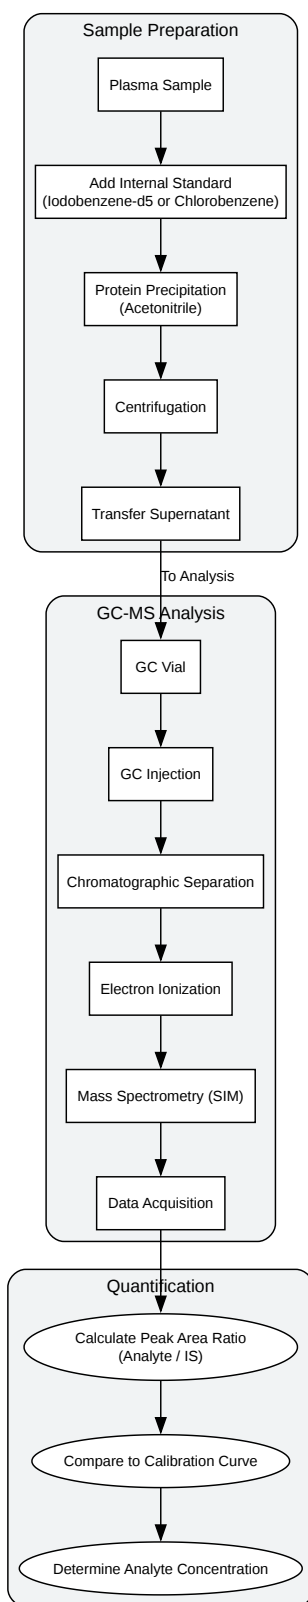 Sample Preparation
Plasma Sample
Add Internal Standard
(Iodobenzene-d5 or Chlorobenzene)
Protein Precipitation
(Acetonitrile)
Centrifugation
Transfer Supernatant
To Analysis
GC-MS Analysis
GC Vial
GC Injection
Chromatographic Separation
Electron Ionization
Mass Spectrometry (SIM)
Data Acquisition
Quantification
Calculate Peak Area Ratio
(Analyte / IS)
Compare to Calibration Curve
Determine Analyte Concentration